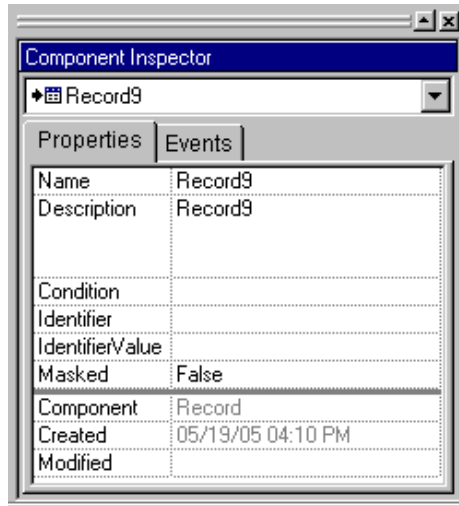 Component Inspector
Record9
Properties Events
Name Record9
Description Record9
Condition
Identifier
IdentifierValue
Masked False
Component Record
Created 05/19/05 04:10 PM
Modified